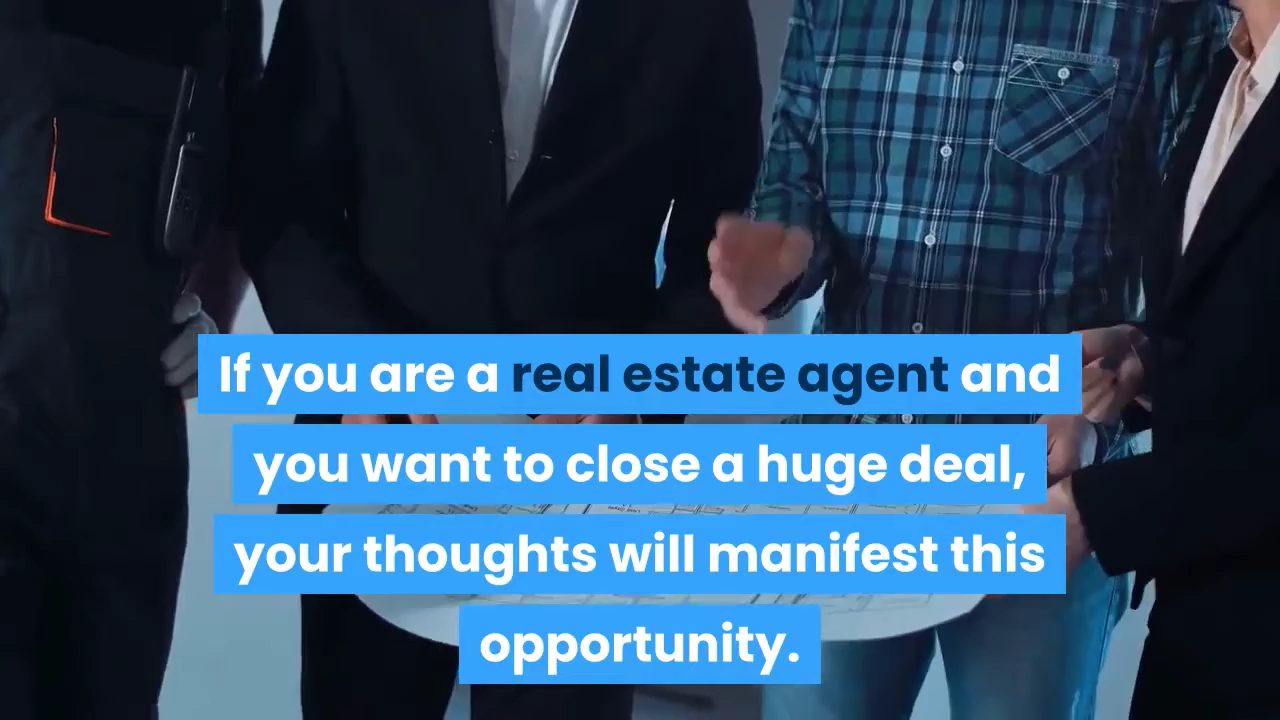 If you are a real estate agent and
you want to close a huge deal,
your thoughts will manifest this
opportunity.